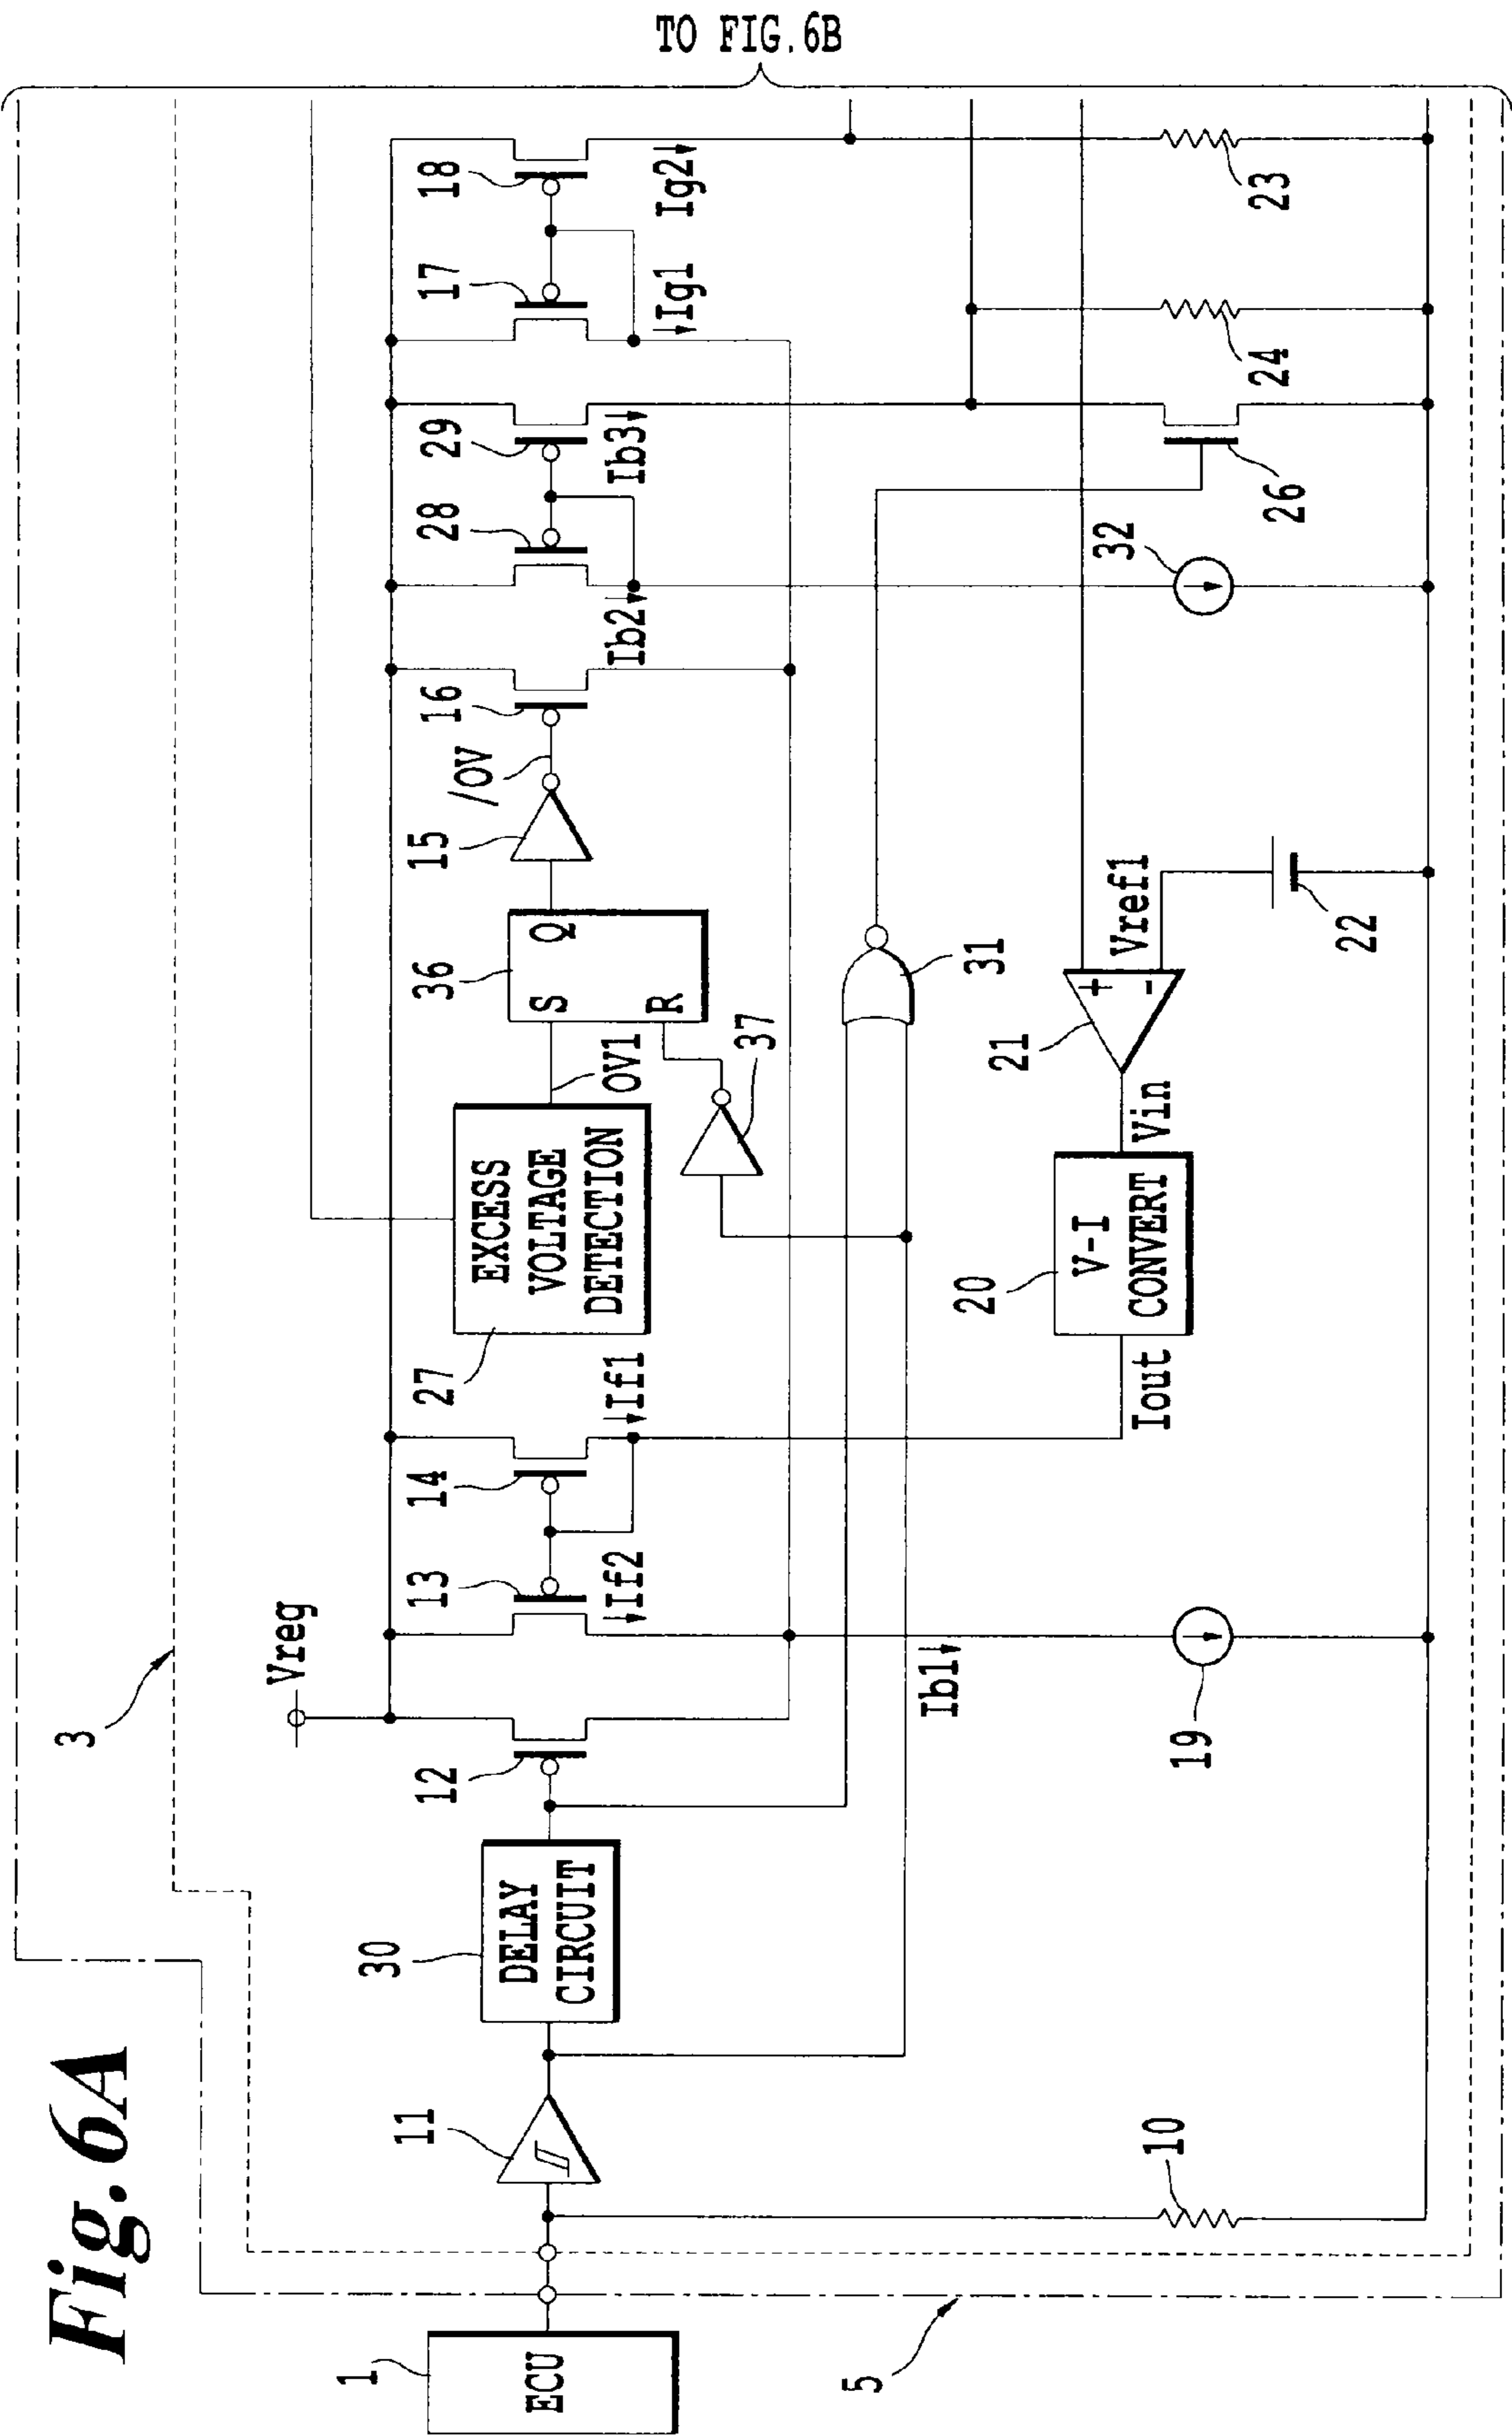 Fig. 6A
TO FIG. 6B
1
ECU
5
3
Vreg
10
11
30
DELAY
CIRCUIT
12
13
If2
14
If1
Ib1
19
27
EXCESS
VOLTAGE
DETECTION
OV1
36
S
Q
R
37
15
/OV
16
28
Ib2
29
Ib3
17
Ig1
18
Ig2
31
20
V-I
CONVERT
Iout
Vin
21
+
-
Vref1
22
32
26
24
23